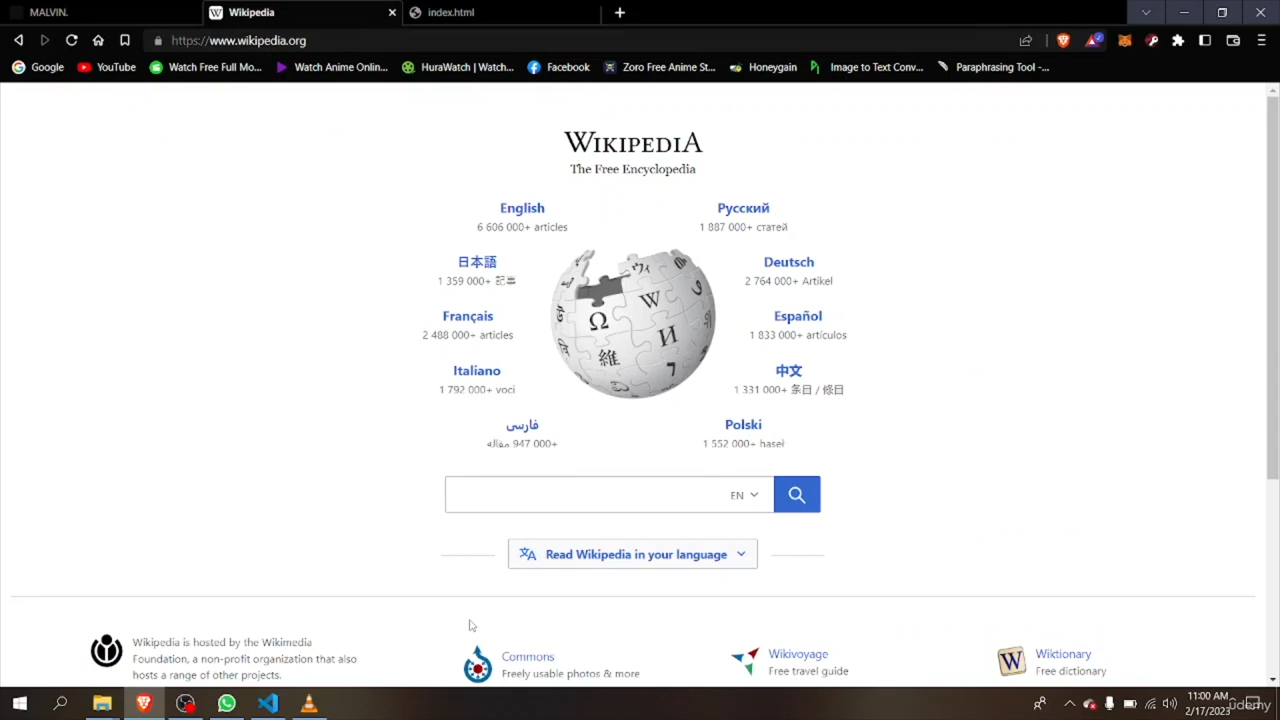 MALVIN.
Wikipedia
index.html
https://www.wikipedia.org
Google
YouTube
Watch Free Full Mo...
Watch Anime Onlin...
HuraWatch | Watc...
Facebook
Zoro Free Anime St...
Honeygain
Image to Text Conv...
Paraphrasing Tool -...
WIKIPEDIA
The Free Encyclopedia
English
6 606 000+ articles
Русский
1 887 000+ статей
日本語
1 359 000+ 記事
Deutsch
2 764 000+ Artikel
Français
2 488 000+ articles
Español
1 833 000+ artículos
Italiano
1 792 000+ voci
中文
1 331 000+ 条目 / 條目
فارسی
۹۴۷ 000+ مقاله
Polski
1 552 000+ haseł
EN
Read Wikipedia in your language
Wikipedia is hosted by the Wikimedia
Foundation, a non-profit organization that also
hosts a range of other projects.
Commons
Freely usable photos & more
Wikivoyage
Free travel guide
Wiktionary
Free dictionary
11:00 AM
2/17/2023
udemy